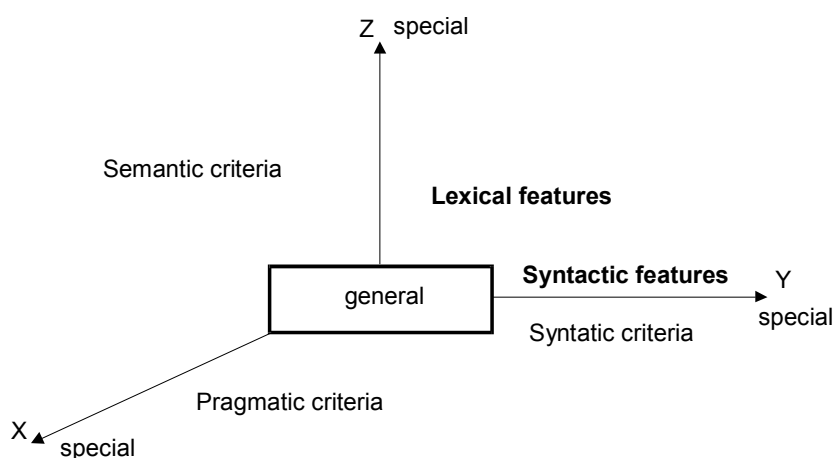 Z special
Semantic criteria
Lexical features
general
Syntactic features
Y
special
Syntatic criteria
Pragmatic criteria
X
special